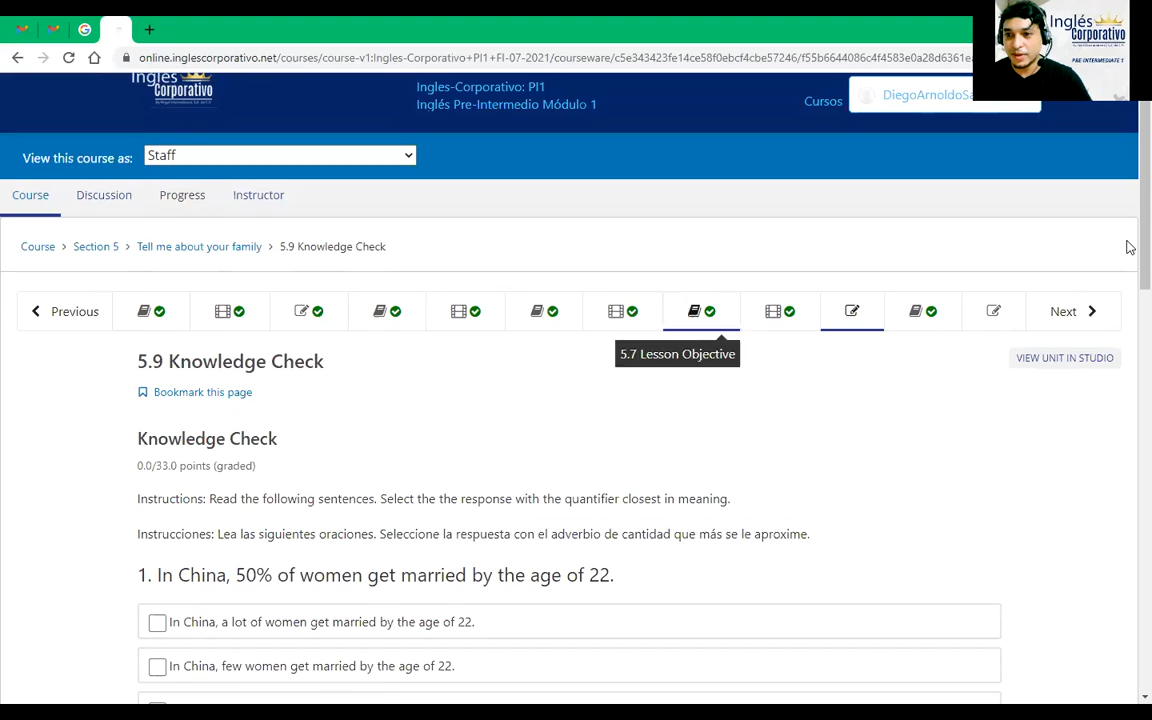 online.inglescorporativo.net/courses/course-v1:Ingles-Corporativo+PI1+FI-07-2021/courseware/c5e343423fe14ce58f0ebcf4cbe57246/f55b6644086c4f4583e0a28d6361e
Inglés
Corporativo
PRE-INTERMEDIATE 1
Inglés
Corporativo
Ingles-Corporativo: PI1
Inglés Pre-Intermedio Módulo 1
Cursos
DiegoArnoldoSa
View this course as:
Staff
Course
Discussion
Progress
Instructor
Course > Section 5 > Tell me about your family > 5.9 Knowledge Check
Previous
Next
5.7 Lesson Objective
5.9 Knowledge Check
VIEW UNIT IN STUDIO
Bookmark this page
Knowledge Check
0.0/33.0 points (graded)
Instructions: Read the following sentences. Select the the response with the quantifier closest in meaning.
Instrucciones: Lea las siguientes oraciones. Seleccione la respuesta con el adverbio de cantidad que más se le aproxime.
1. In China, 50% of women get married by the age of 22.
In China, a lot of women get married by the age of 22.
In China, few women get married by the age of 22.